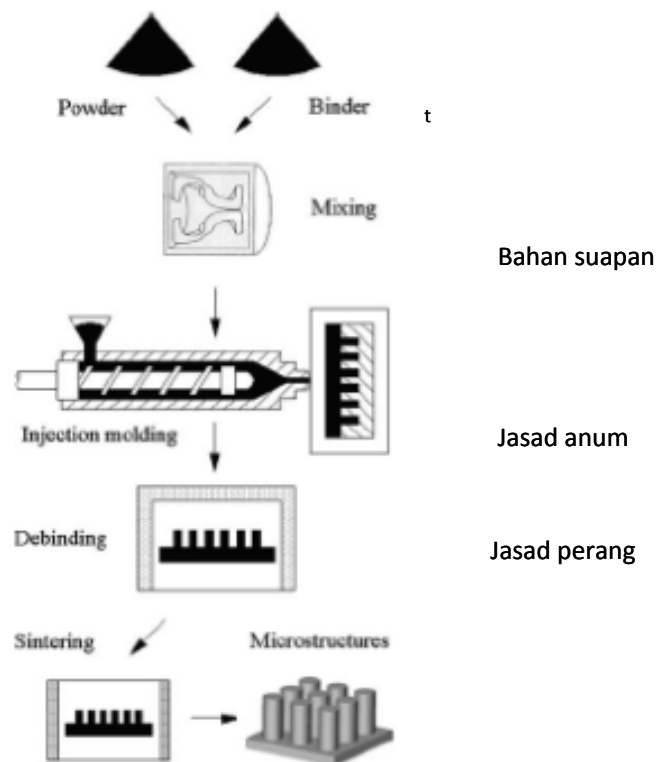 Powder
Binder
t
Mixing
Bahan suapan
Injection molding
Jasad anum
Debinding
Jasad perang
Sintering
Microstructures